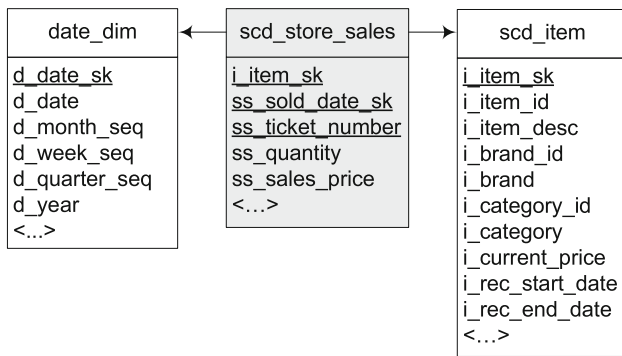 date_dim
d_date_sk
d_date
d_month_seq
d_week_seq
d_quarter_seq
d_year
<...>
scd_store_sales
i_item_sk
ss_sold_date_sk
ss_ticket_number
ss_quantity
ss_sales_price
<...>
scd_item
i_item_sk
i_item_id
i_item_desc
i_brand_id
i_brand
i_category_id
i_category
i_current_price
i_rec_start_date
i_rec_end_date
<...>